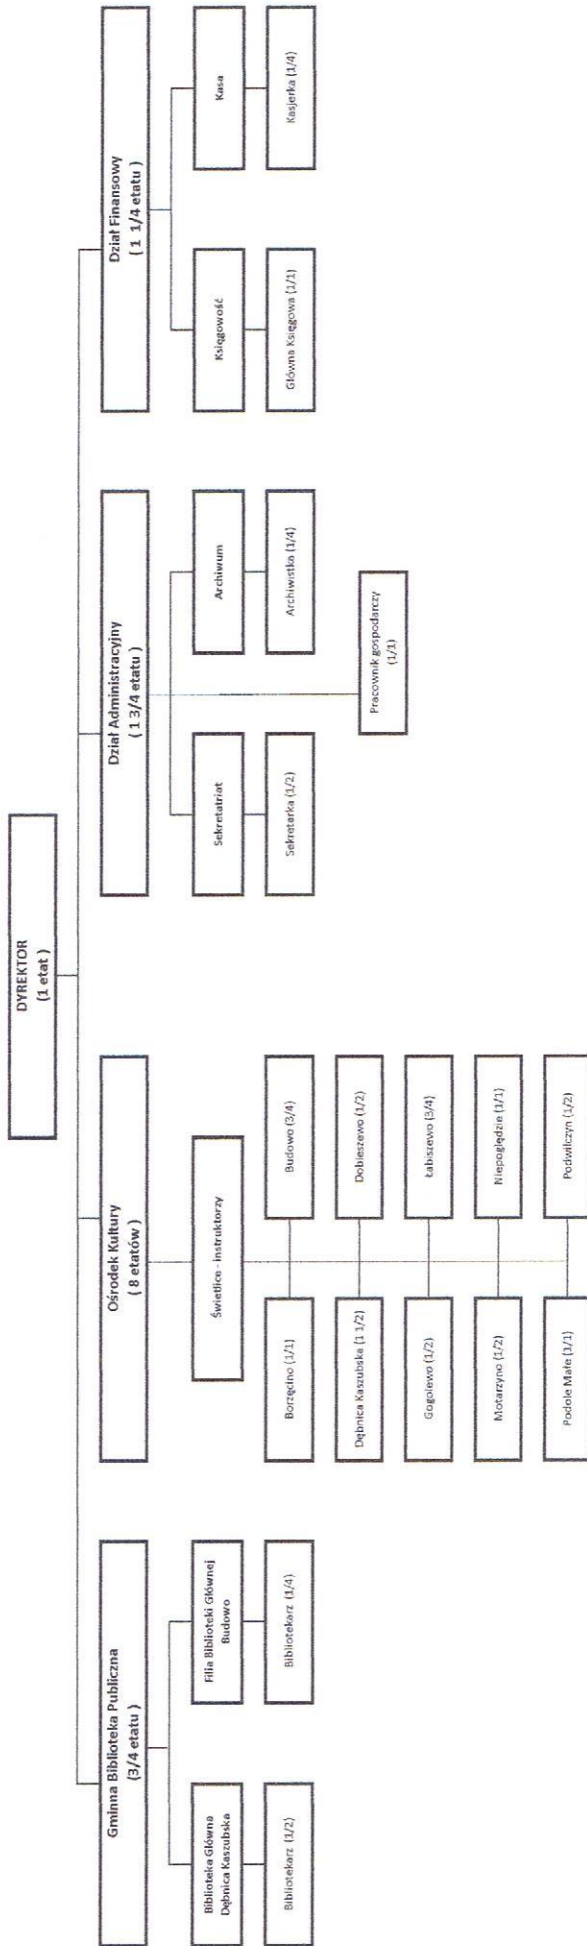 DYREKTOR
(1 etat )
Gminna Biblioteka Publiczna
(3/4 etatu )
Biblioteka Główna
Dębnica Kaszubska
Bibliotekarz (1/2)
Filia Biblioteki Głównej
Budowo
Bibliotekarz (1/4)
Ośrodek Kultury
( 8 etatów )
Świetlice - instruktorzy
Borzęcino (1/1)
Budowo (3/4)
Dębnica Kaszubska (1 1/2)
Dobieszewo (1/2)
Gogolewo (1/2)
Łabiszewo (3/4)
Motarzyno (1/2)
Niepoględzie (1/1)
Podole Małe (1/1)
Podwilczyn (1/2)
Dział Administracyjny
( 1 3/4 etatu )
Sekretatriat
Sekretarka (1/2)
Archiwum
Archiwistka (1/4)
Pracownik gospodarczy
(1/1)
Dział Finansowy
( 1 1/4 etatu )
Księgowość
Główna Księgowa (1/1)
Kasa
Kasjerka (1/4)